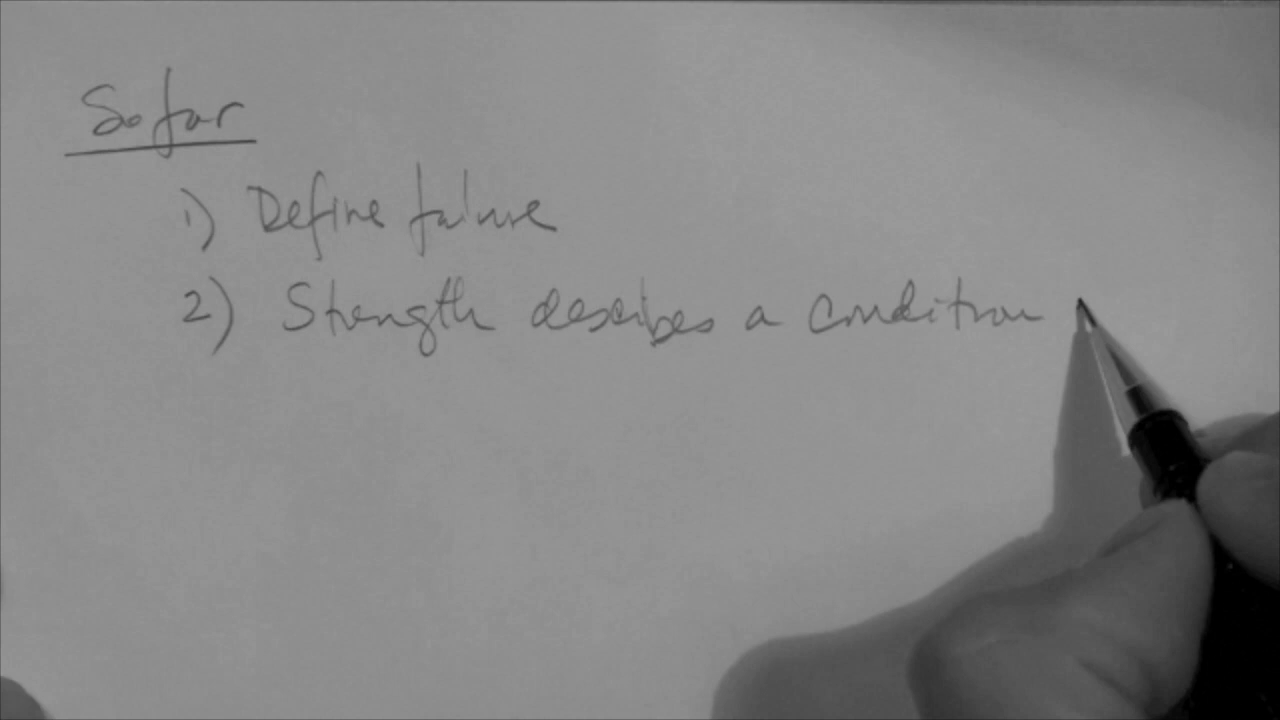 So far
1) Define failure
2) Strength describes a condition